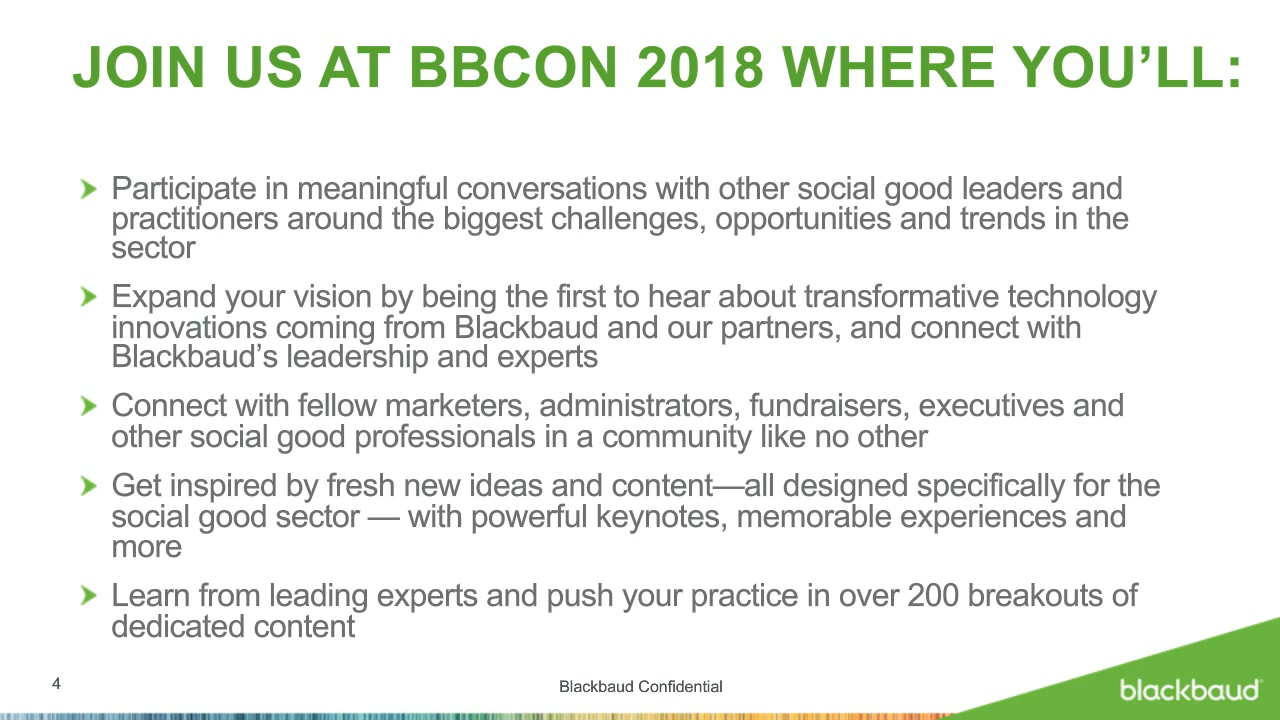 JOIN US AT BBCON 2018 WHERE YOU’LL:
Participate in meaningful conversations with other social good leaders and
practitioners around the biggest challenges, opportunities and trends in the
sector
Expand your vision by being the first to hear about transformative technology
innovations coming from Blackbaud and our partners, and connect with
Blackbaud’s leadership and experts
Connect with fellow marketers, administrators, fundraisers, executives and
other social good professionals in a community like no other
Get inspired by fresh new ideas and content—all designed specifically for the
social good sector — with powerful keynotes, memorable experiences and
more
Learn from leading experts and push your practice in over 200 breakouts of
dedicated content
4
Blackbaud Confidential
blackbaud